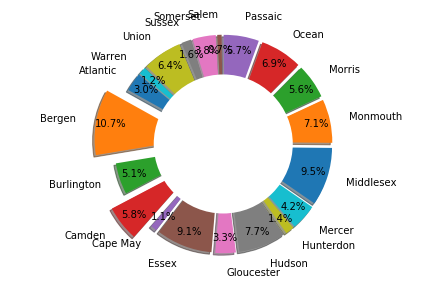 Somerset
Salem
Passaic
Sussex
Union
Ocean
Warren
Atlantic
Morris
Bergen
Monmouth
Burlington
Middlesex
Camden
Cape May
Mercer
Hunterdon
Essex
Hudson
Gloucester
1.6%
3.8%
0.7%
5.7%
6.4%
6.9%
1.2%
3.0%
5.6%
10.7%
7.1%
5.1%
9.5%
5.8%
1.1%
4.2%
1.4%
9.1%
3.3%
7.7%